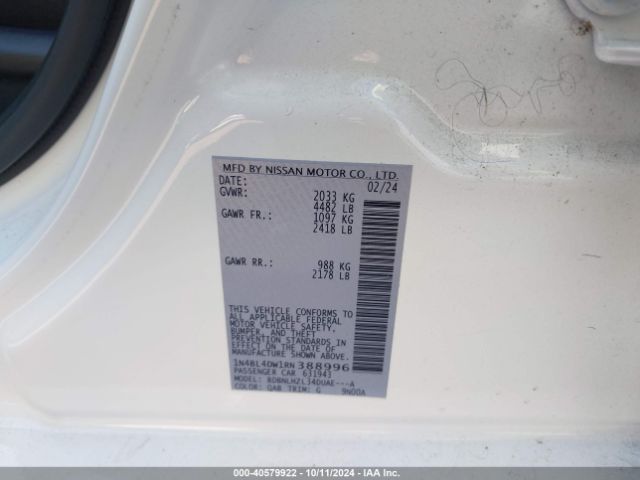 MFD BY NISSAN MOTOR CO., LTD.
DATE: 02/24
GVWR: 2033 KG
4482 LB
GAWR FR.: 1097 KG
2418 LB
GAWR RR.: 988 KG
2178 LB
THIS VEHICLE CONFORMS TO
ALL APPLICABLE FEDERAL
MOTOR VEHICLE SAFETY,
BUMPER, AND THEFT
PREVENTION STANDARDS IN
EFFECT ON THE DATE OF
MANUFACTURE SHOWN ABOVE.
1N4BL4DW1RN388996
PASSENGER CAR 631943
MODEL: BDBNLHZL34DUAE---A
COLOR: QAB TRIM: G 9NDOA
000-40579922 - 10/11/2024 - IAA Inc.